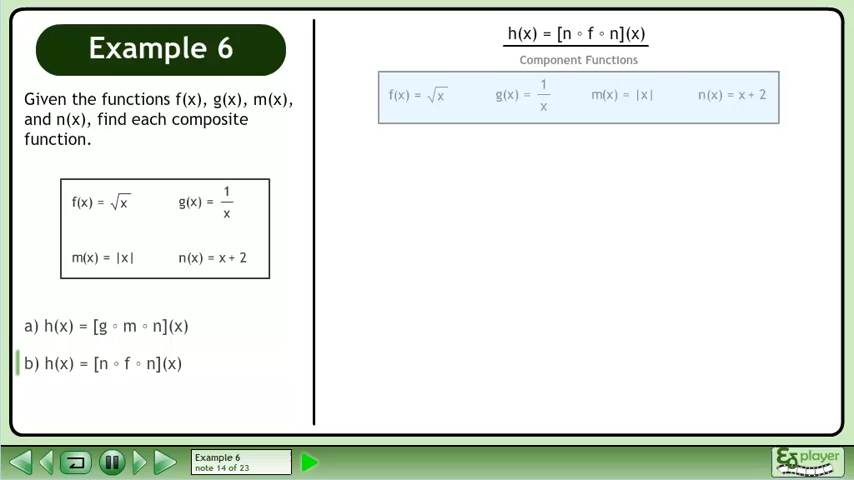 Example 6
Given the functions f(x), g(x), m(x),
and n(x), find each composite
function.
f(x) = √x g(x) = 1/x
m(x) = |x| n(x) = x + 2
a) h(x) = [g ∘ m ∘ n](x)
b) h(x) = [n ∘ f ∘ n](x)
h(x) = [n ∘ f ∘ n](x)
Component Functions
f(x) = √x g(x) = 1/x m(x) = |x| n(x) = x + 2
Example 6
note 14 of 23
player